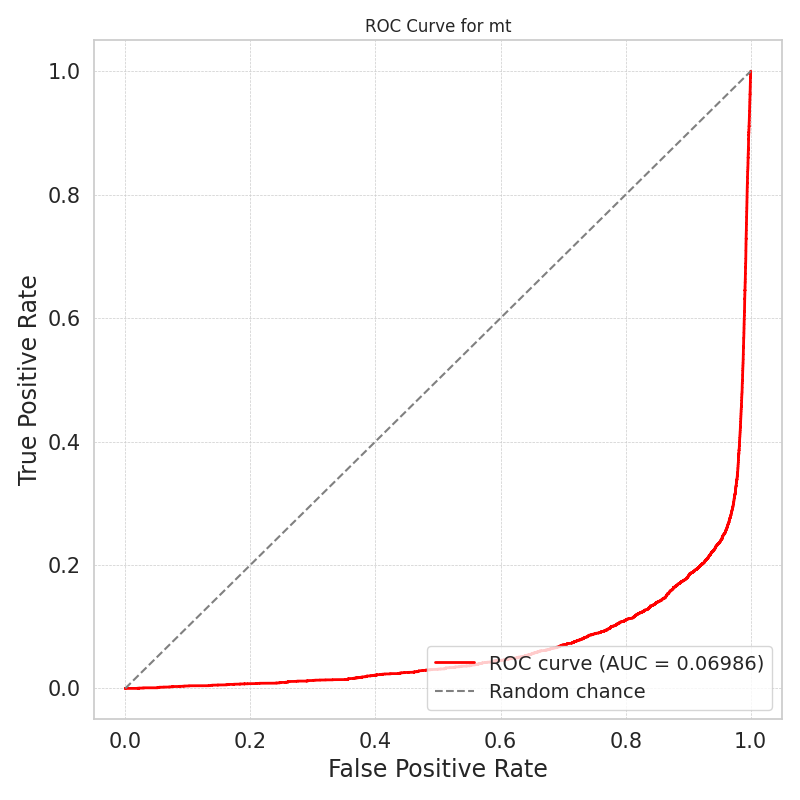 ROC Curve for mt
True Positive Rate
1.0
0.8
0.6
0.4
0.2
0.0
ROC curve (AUC = 0.06986)
Random chance
0.0 0.2 0.4 0.6 0.8 1.0
False Positive Rate